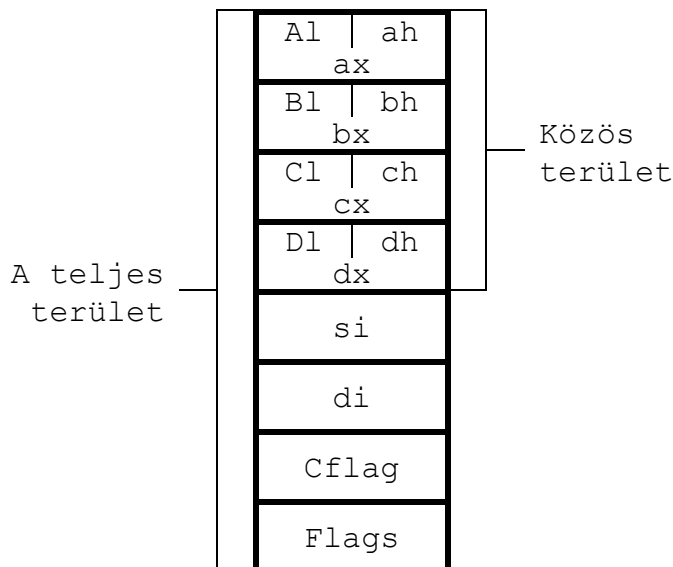 Al ah
ax
Bl bh
bx
Közös
terület
Cl ch
cx
Dl dh
dx
A teljes
terület
si
di
Cflag
Flags